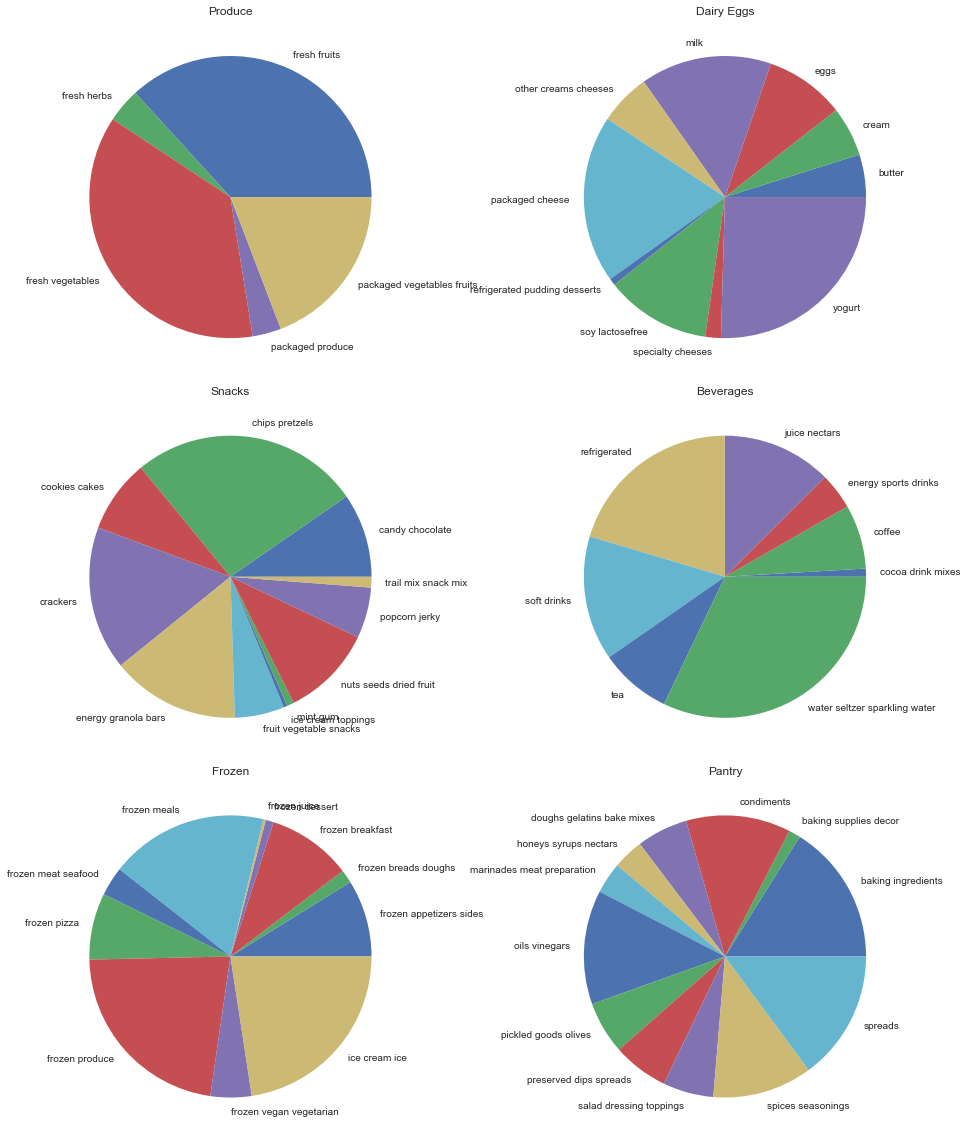 Produce
fresh fruits
fresh herbs
fresh vegetables
packaged produce
packaged vegetables fruits
Dairy Eggs
milk
eggs
other creams cheeses
cream
butter
packaged cheese
refrigerated pudding desserts
soy lactosefree
specialty cheeses
yogurt
Snacks
chips pretzels
cookies cakes
candy chocolate
crackers
trail mix snack mix
popcorn jerky
nuts seeds dried fruit
energy granola bars
mint gum
ice cream toppings
fruit vegetable snacks
Beverages
juice nectars
refrigerated
energy sports drinks
coffee
cocoa drink mixes
soft drinks
tea
water seltzer sparkling water
Frozen
frozen juice
frozen dessert
frozen meals
frozen breakfast
frozen breads doughs
frozen meat seafood
frozen appetizers sides
frozen pizza
frozen produce
ice cream ice
frozen vegan vegetarian
Pantry
condiments
doughs gelatins bake mixes
baking supplies decor
honeys syrups nectars
marinades meat preparation
baking ingredients
oils vinegars
pickled goods olives
spreads
preserved dips spreads
salad dressing toppings
spices seasonings